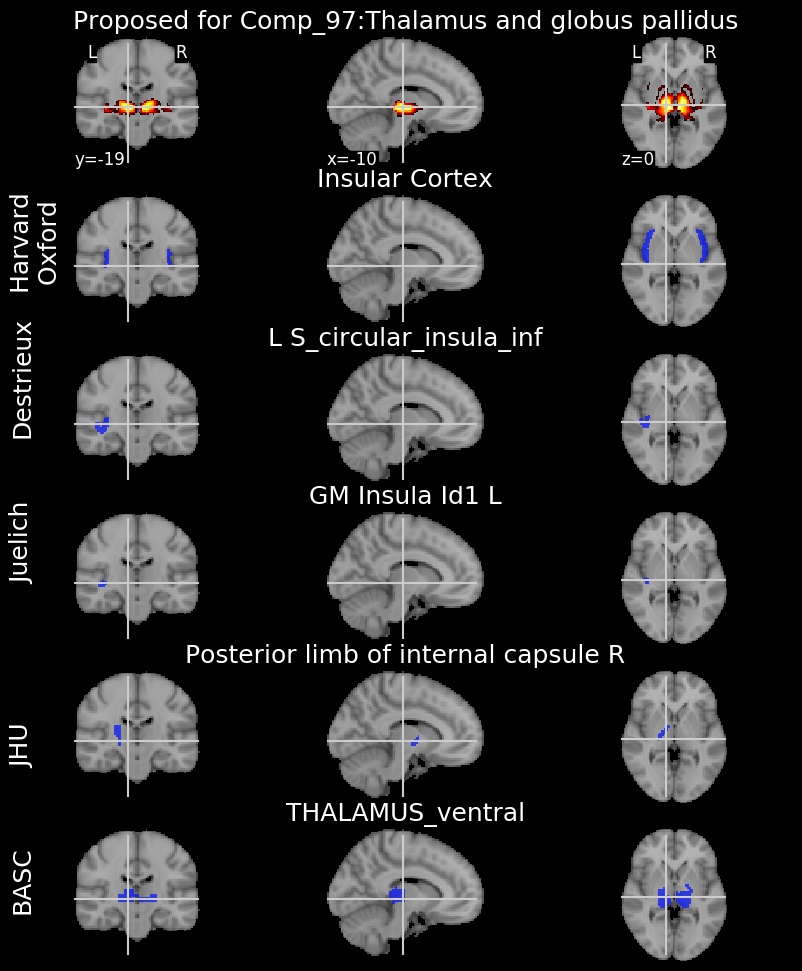 Proposed for Comp_97:Thalamus and globus pallidus
L R L R
y=-19 x=-10 z=0
Insular Cortex
Harvard
Oxford
L S_circular_insula_inf
Destrieux
GM Insula Id1 L
Juelich
Posterior limb of internal capsule R
JHU
THALAMUS_ventral
BASC